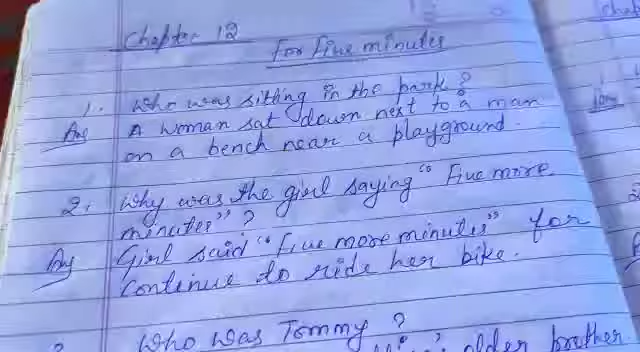 Chapter 12
For Five minutes
1. Who was sitting in the park?
Ans A woman sat down next to a man
on a bench near a playground.
2. Why was the girl saying "Five more
minutes"?
Ans Girl said "Five more minutes" for
continue to ride her bike.
Who was Tommy?
older brother